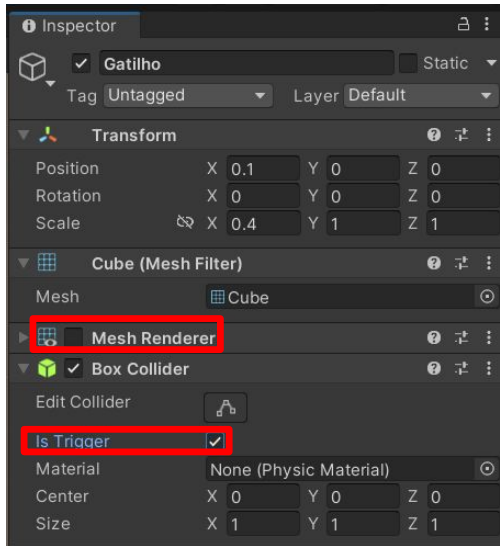 Inspector
Gatilho Static
Tag Untagged Layer Default
Transform
Position X 0.1 Y 0 Z 0
Rotation X 0 Y 0 Z 0
Scale X 0.4 Y 1 Z 1
Cube (Mesh Filter)
Mesh Cube
Mesh Renderer
Box Collider
Edit Collider
Is Trigger
Material None (Physic Material)
Center X 0 Y 0 Z 0
Size X 1 Y 1 Z 1